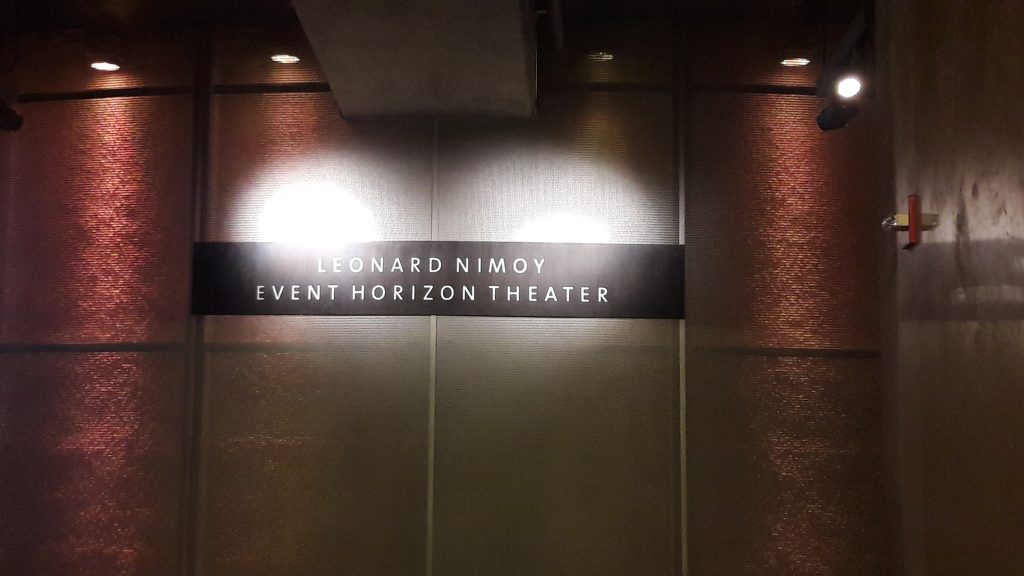 LEONARD NIMOY
EVENT HORIZON THEATER